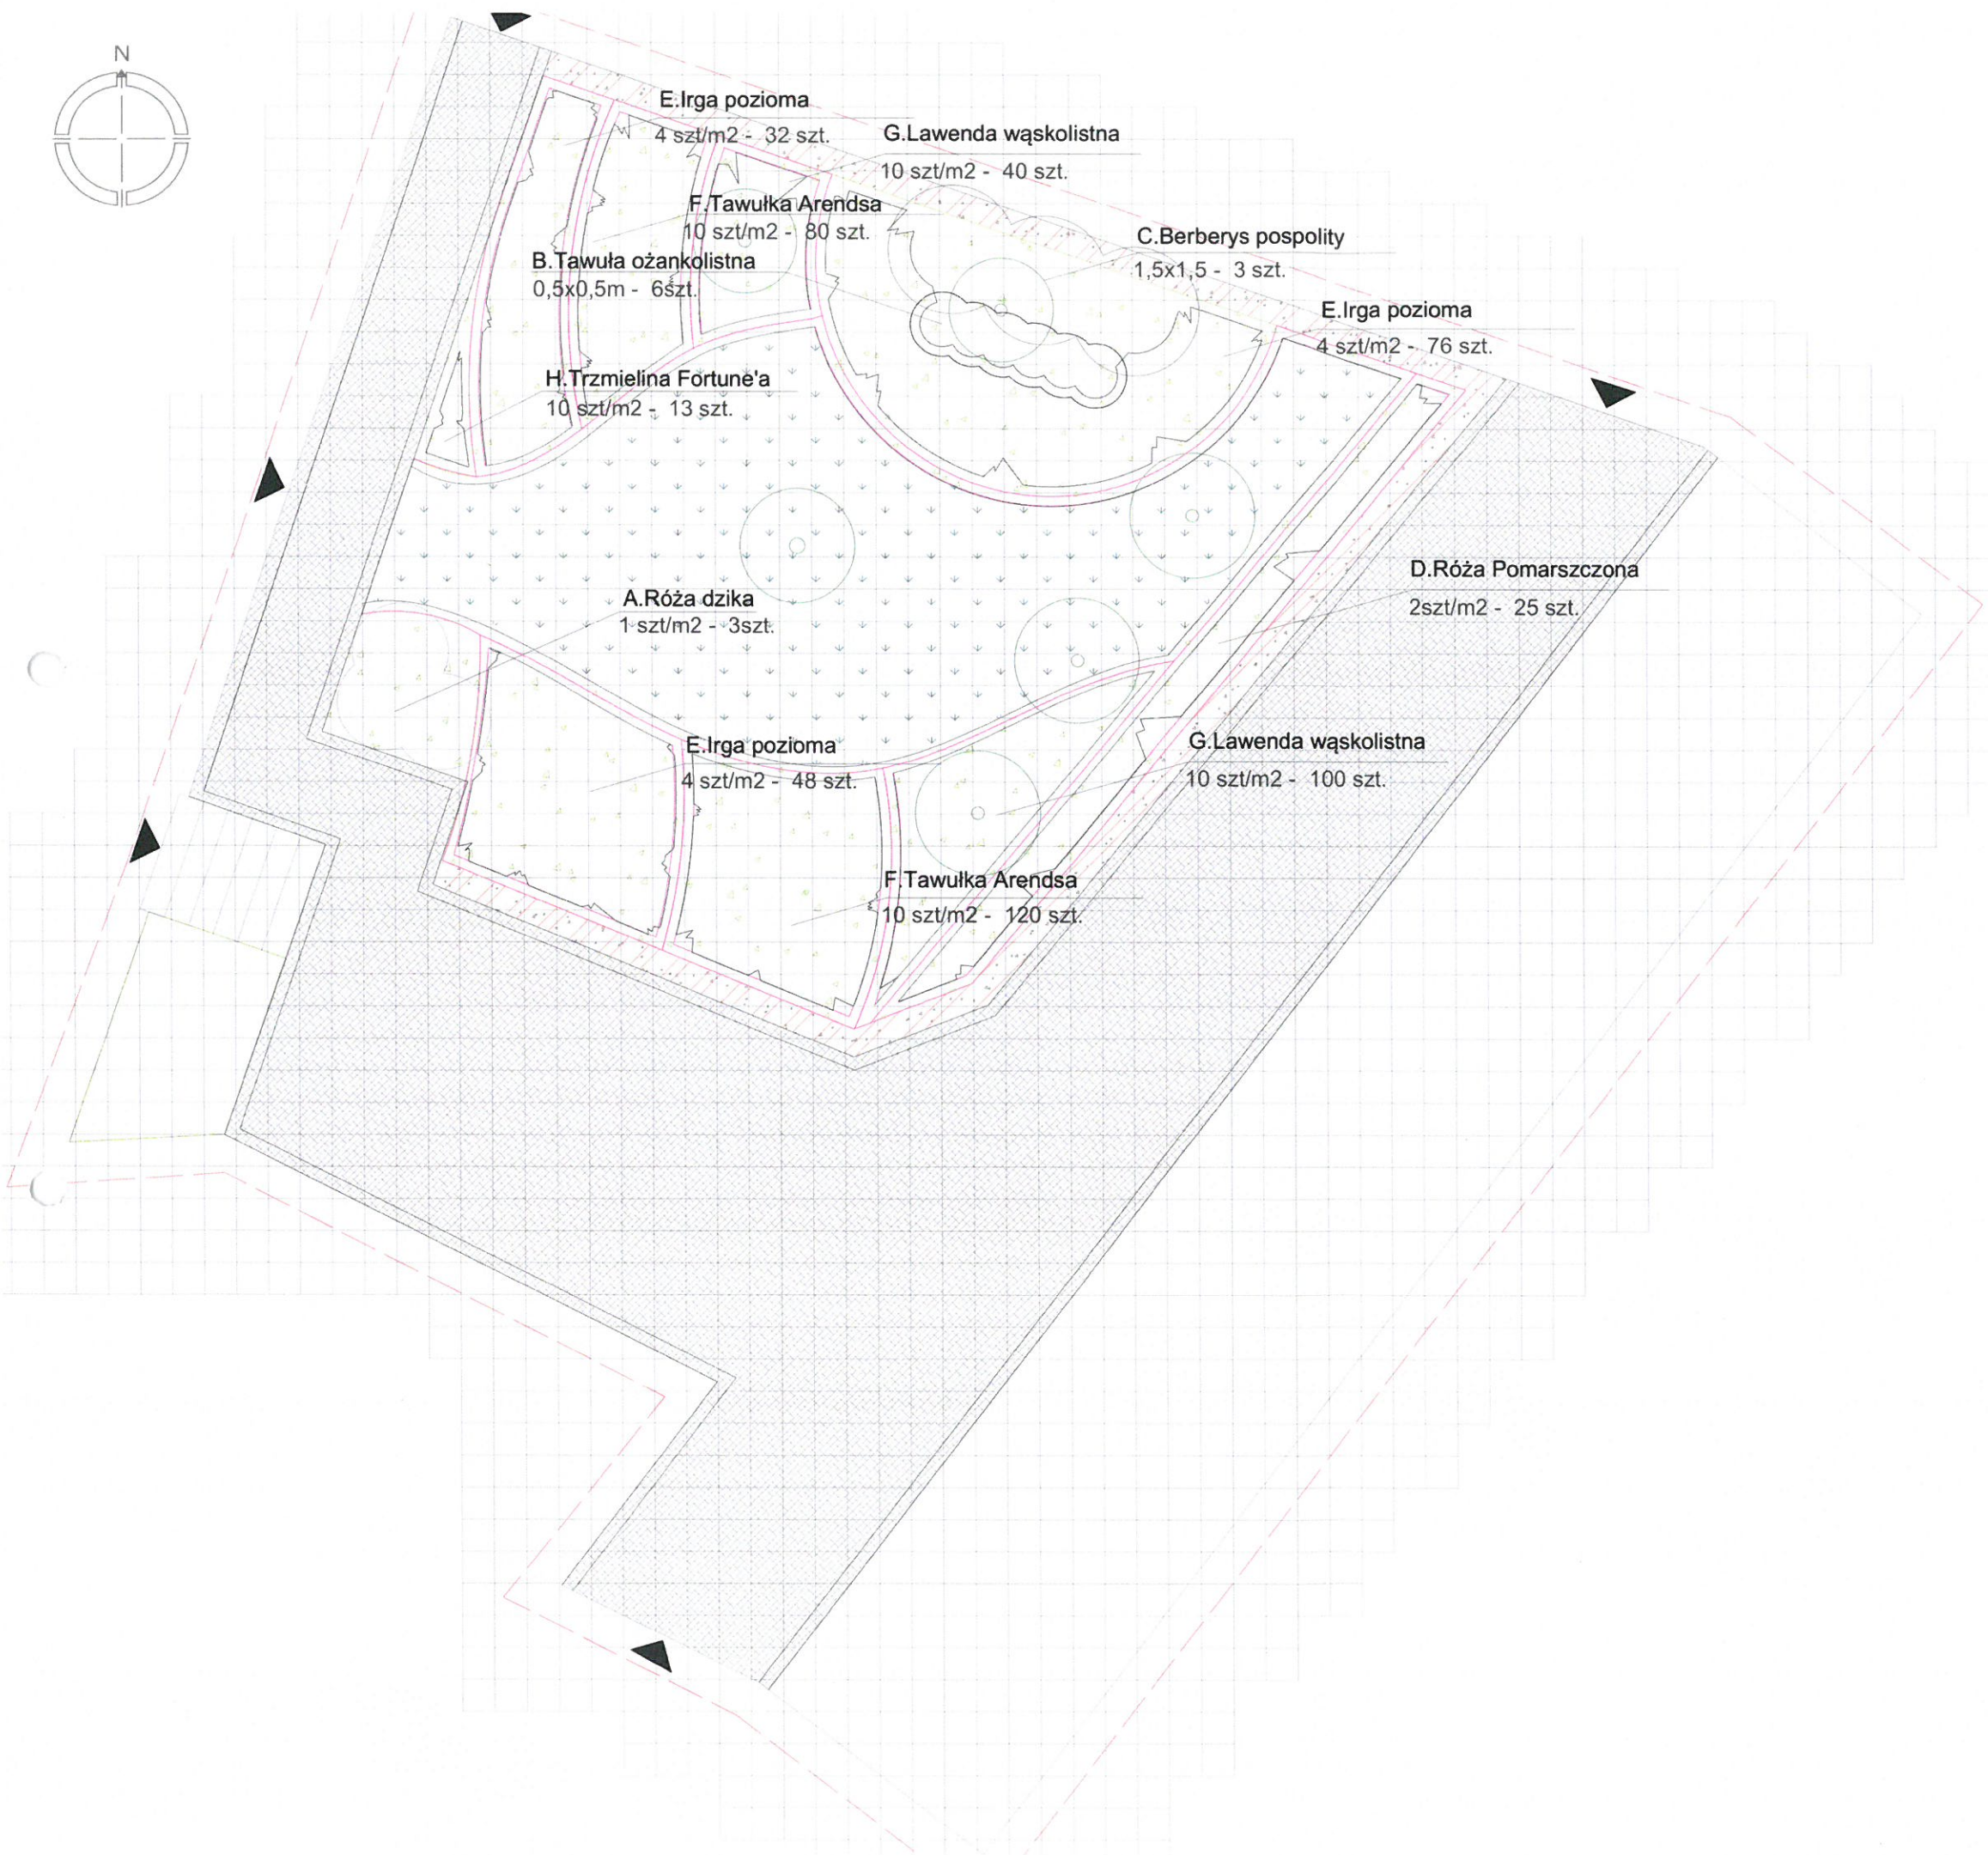 N
E.Irga pozioma
4 szt/m2 - 32 szt.
G.Lawenda wąskolistna
10 szt/m2 - 40 szt.
F.Tawułka Arendsa
10 szt/m2 - 80 szt.
C.Berberys pospolity
1,5x1,5 - 3 szt.
B.Tawuła ożankolistna
0,5x0,5m - 6szt.
E.Irga pozioma
4 szt/m2 - 76 szt.
H.Trzmielina Fortune'a
10 szt/m2 - 13 szt.
D.Róża Pomarszczona
2szt/m2 - 25 szt.
A.Róża dzika
1 szt/m2 - 3szt.
E.Irga pozioma
4 szt/m2 - 48 szt.
G.Lawenda wąskolistna
10 szt/m2 - 100 szt.
F.Tawułka Arendsa
10 szt/m2 - 120 szt.